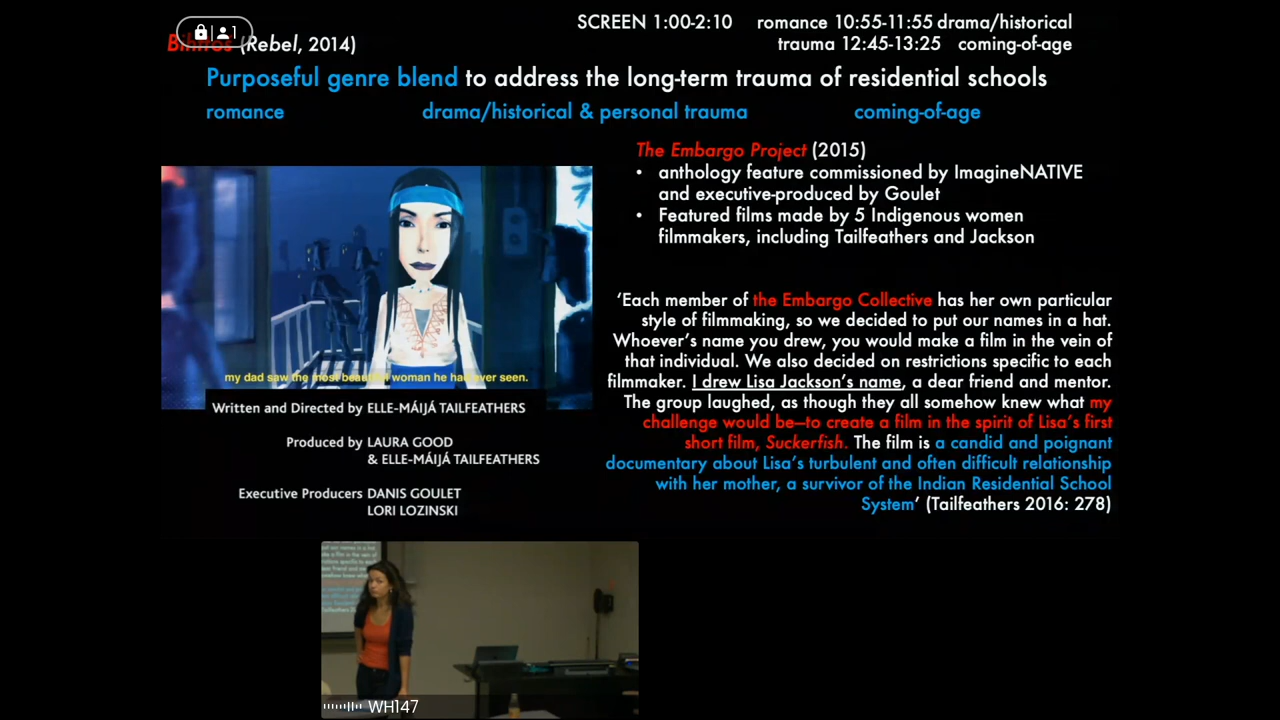 SCREEN 1:00-2:10 romance 10:55-11:55 drama/historical
trauma 12:45-13:25 coming-of-age
1
Bihttoš (Rebel, 2014)
Purposeful genre blend to address the long-term trauma of residential schools
romance drama/historical & personal trauma coming-of-age
The Embargo Project (2015)
• anthology feature commissioned by ImagineNATIVE
and executive-produced by Goulet
• Featured films made by 5 Indigenous women
filmmakers, including Tailfeathers and Jackson
my dad saw the most beautiful woman he had ever seen.
Written and Directed by ELLE-MÁIJÁ TAILFEATHERS
Produced by LAURA GOOD
& ELLE-MÁIJÁ TAILFEATHERS
Executive Producers DANIS GOULET
LORI LOZINSKI
‘Each member of the Embargo Collective has her own particular
style of filmmaking, so we decided to put our names in a hat.
Whoever’s name you drew, you would make a film in the vein of
that individual. We also decided on restrictions specific to each
filmmaker. I drew Lisa Jackson’s name, a dear friend and mentor.
The group laughed, as though they all somehow knew what my
challenge would be—to create a film in the spirit of Lisa’s first
short film, Suckerfish. The film is a candid and poignant
documentary about Lisa’s turbulent and often difficult relationship
with her mother, a survivor of the Indian Residential School
System’ (Tailfeathers 2016: 278)
WH147